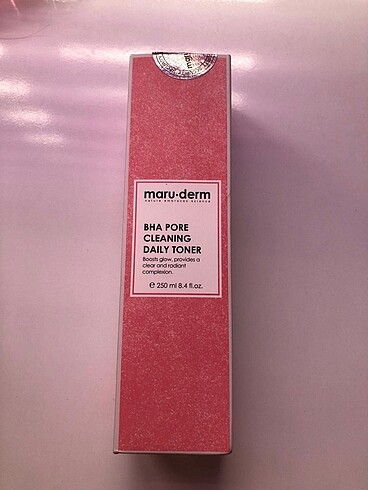 maru·derm
nature embraces science
BHA PORE
CLEANING
DAILY TONER
Boosts glow, provides a
clear and radiant
complexion.
℮ 250 ml 8.4 fl.oz.